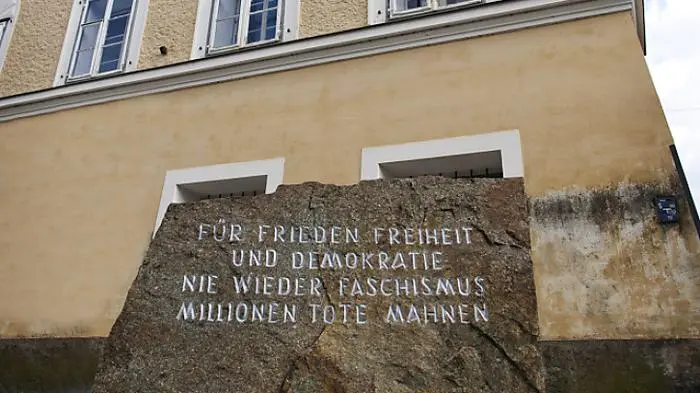 FÜR FRIEDEN FREIHEIT
UND DEMOKRATIE
NIE WIEDER FASCHISMUS
MILLIONEN TOTE MAHNEN